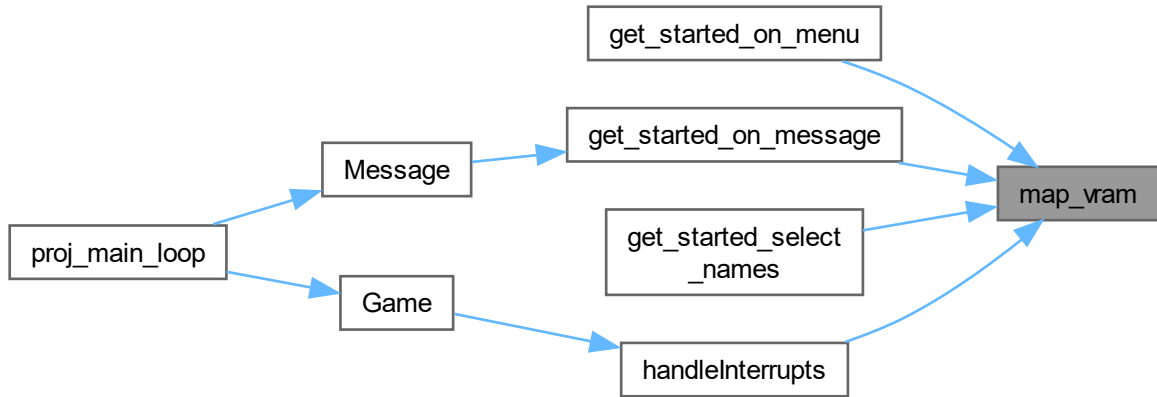 get_started_on_menu
get_started_on_message
Message
map_vram
get_started_select
_names
proj_main_loop
Game
handleInterrupts